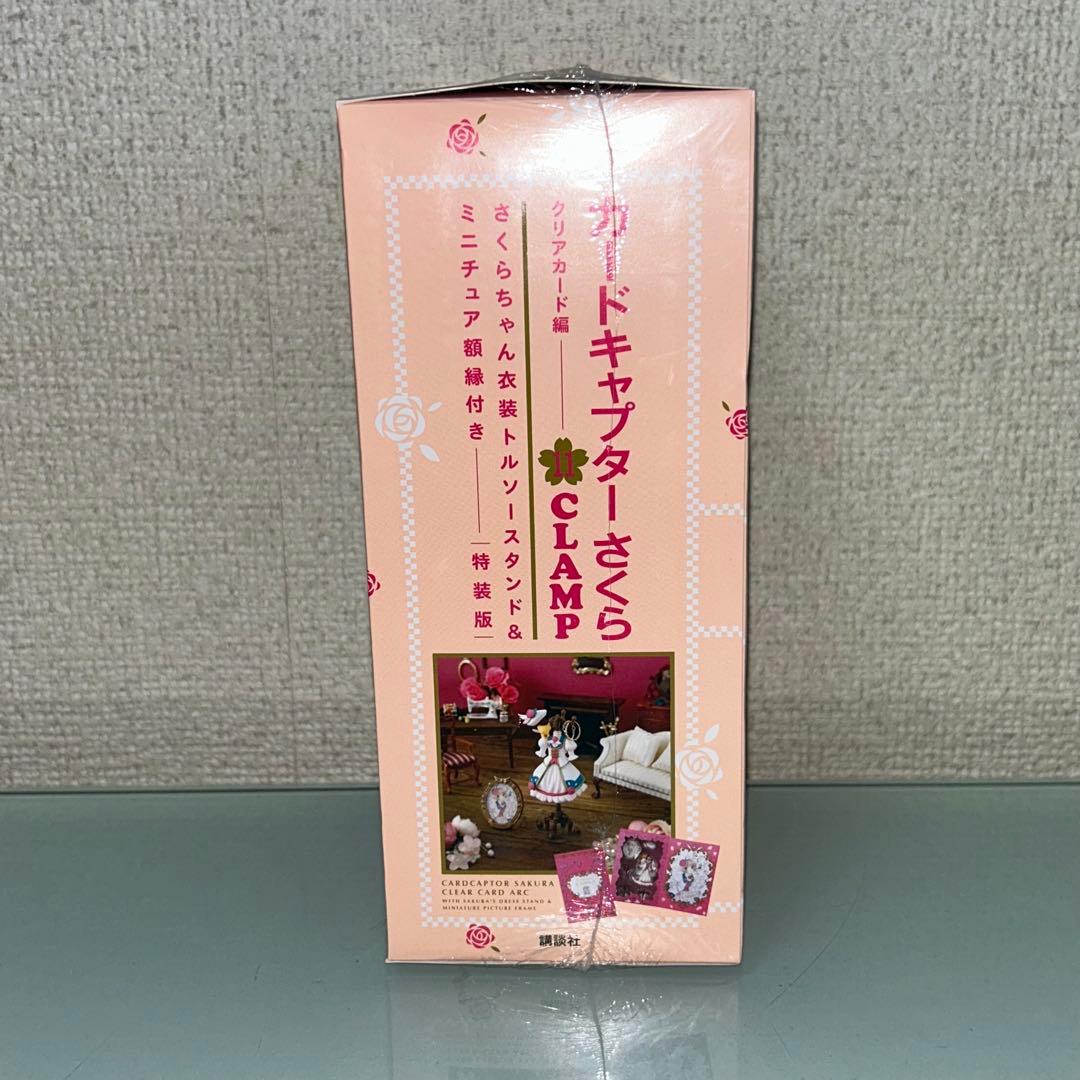 カードキャプターさくら
クリアカード編
11
CLAMP
さくらちゃん衣装トルソースタンド&
ミニチュア額縁付き
特装版
CARDCAPTOR SAKURA
CLEAR CARD ARC
WITH SAKURA'S DRESS STAND &
MINIATURE PICTURE FRAME
講談社